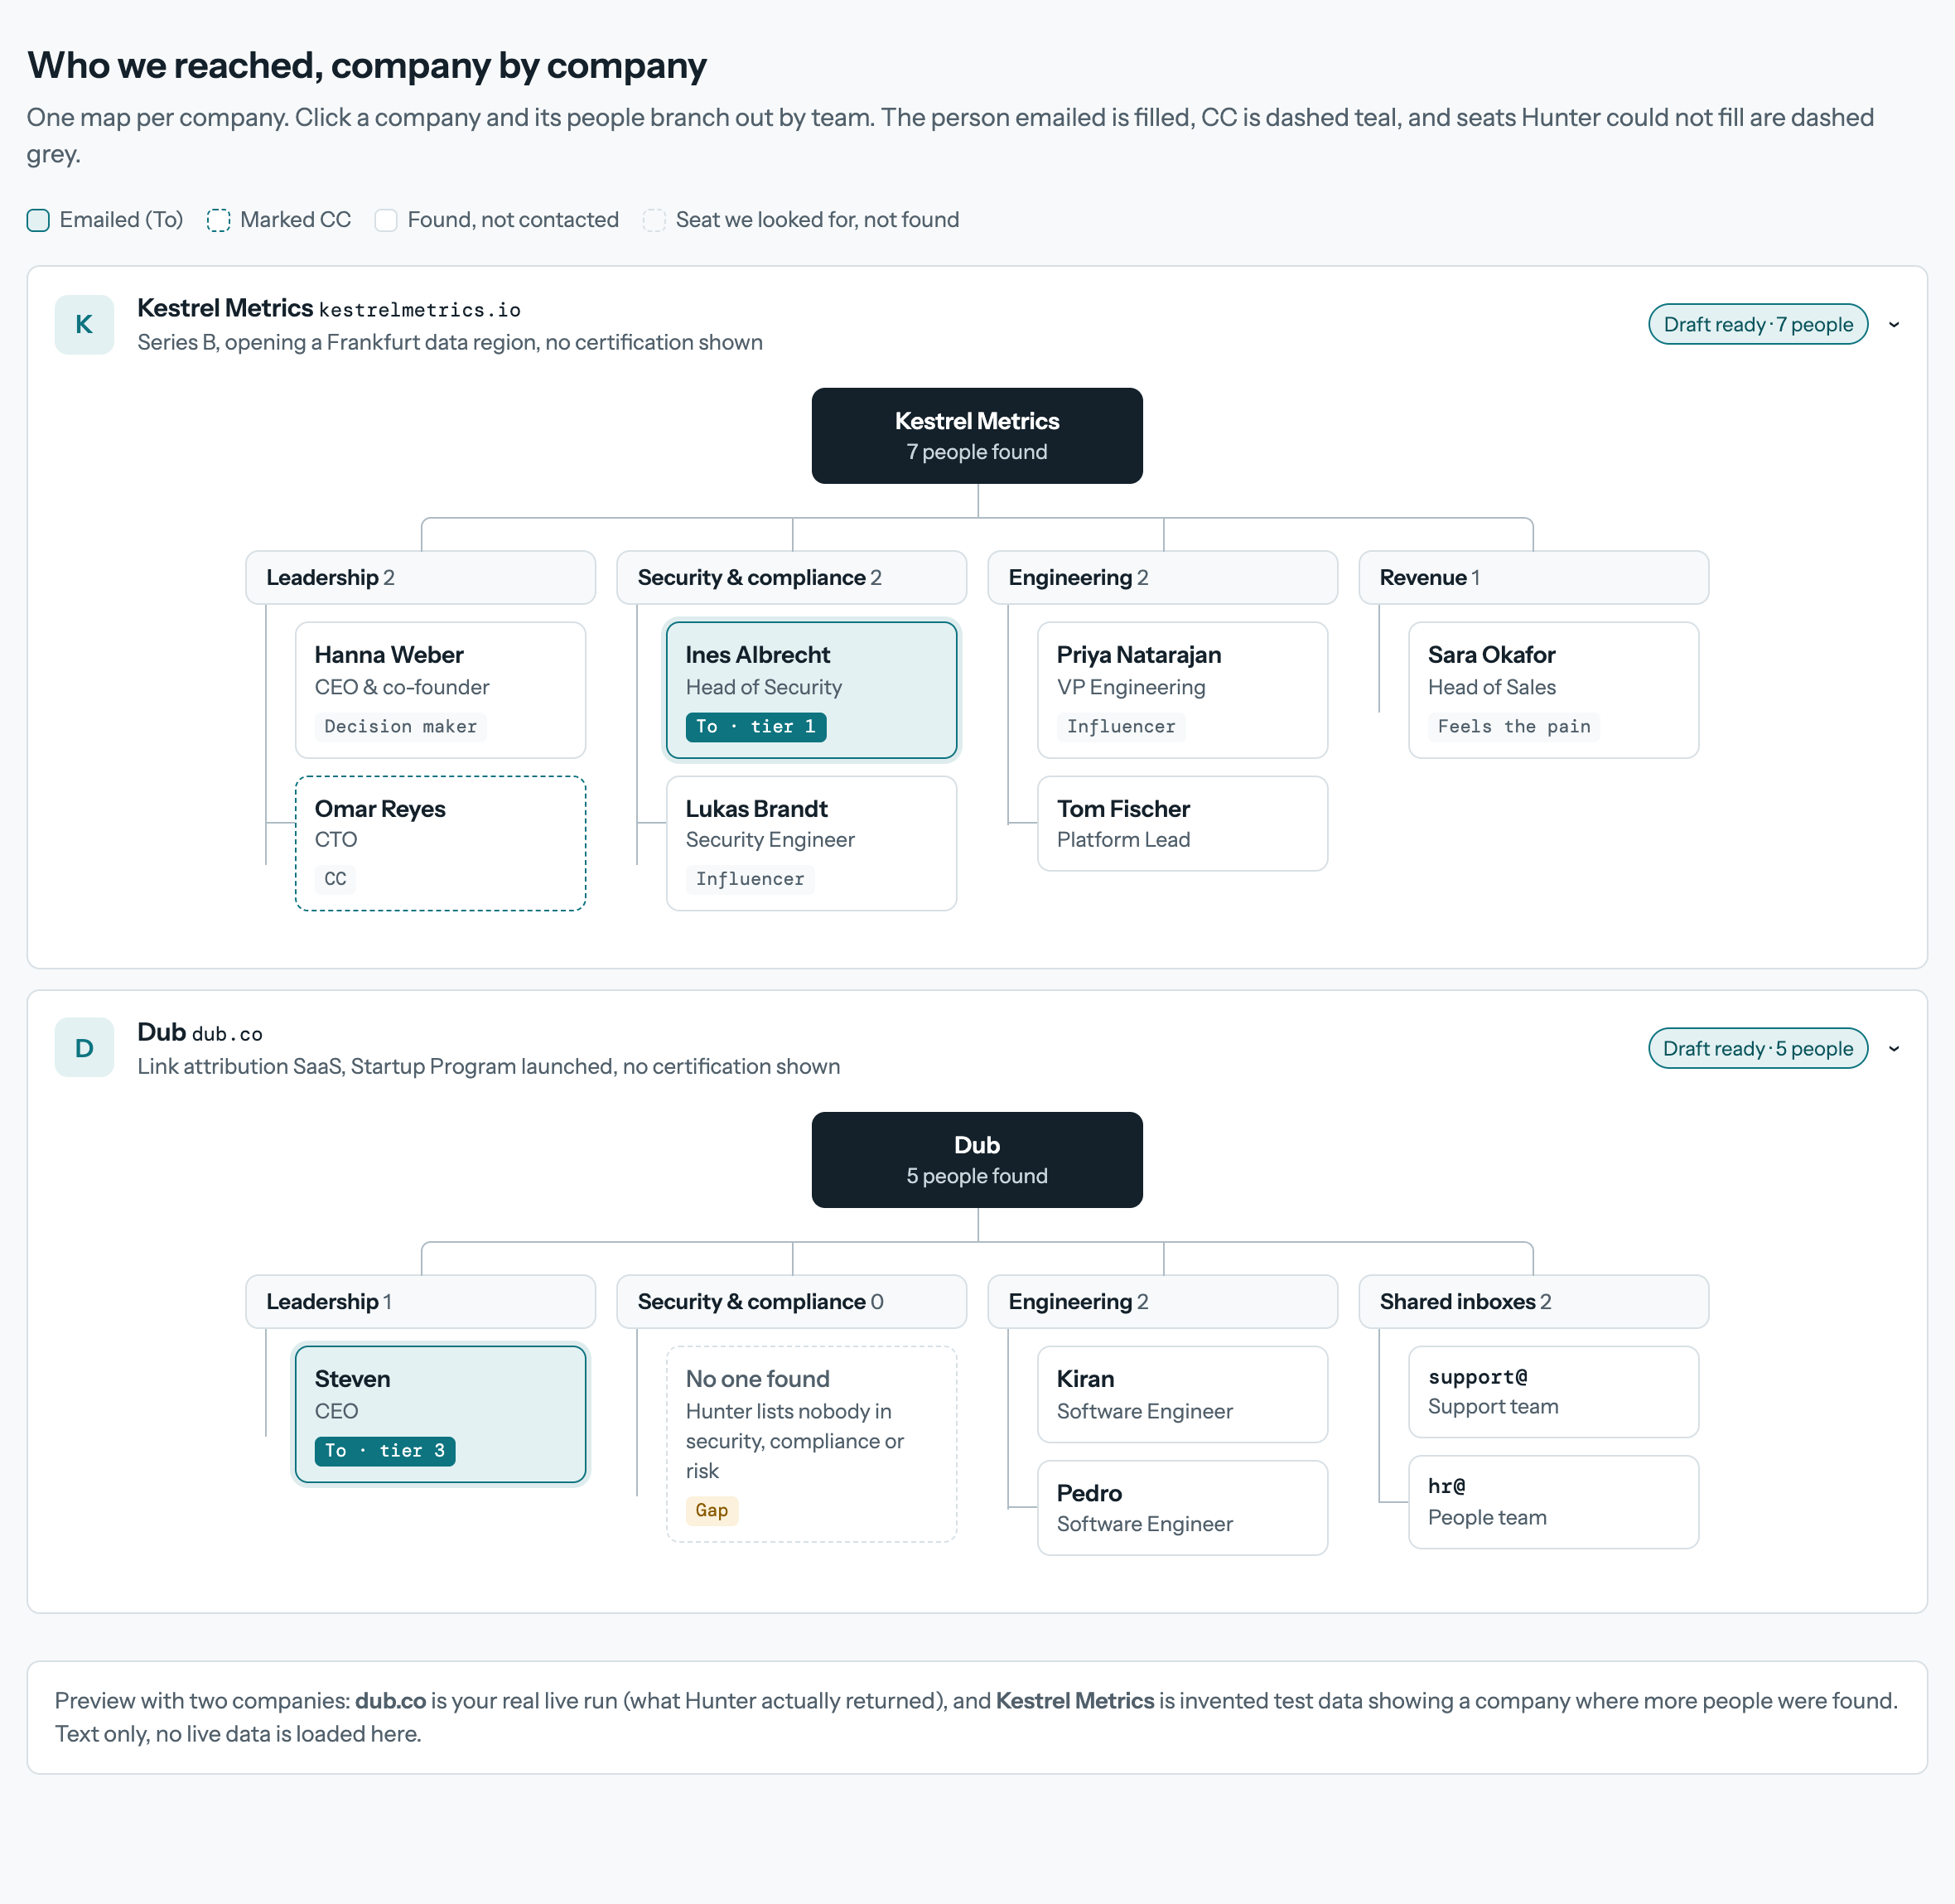 Who we reached, company by company
One map per company. Click a company and its people branch out by team. The person emailed is filled, CC is dashed teal, and seats Hunter could not fill are dashed
grey.
Emailed (To) Marked CC Found, not contacted Seat we looked for, not found
K
Kestrel Metrics kestrelmetrics.io
Series B, opening a Frankfurt data region, no certification shown
Draft ready · 7 people
Kestrel Metrics
7 people found
Leadership 2
Hanna Weber
CEO & co-founder
Decision maker
Omar Reyes
CTO
CC
Security & compliance 2
Ines Albrecht
Head of Security
To · tier 1
Lukas Brandt
Security Engineer
Influencer
Engineering 2
Priya Natarajan
VP Engineering
Influencer
Tom Fischer
Platform Lead
Revenue 1
Sara Okafor
Head of Sales
Feels the pain
D
Dub dub.co
Link attribution SaaS, Startup Program launched, no certification shown
Draft ready · 5 people
Dub
5 people found
Leadership 1
Steven
CEO
To · tier 3
Security & compliance 0
No one found
Hunter lists nobody in
security, compliance or
risk
Gap
Engineering 2
Kiran
Software Engineer
Pedro
Software Engineer
Shared inboxes 2
support@
Support team
hr@
People team
Preview with two companies: dub.co is your real live run (what Hunter actually returned), and Kestrel Metrics is invented test data showing a company where more people were found.
Text only, no live data is loaded here.